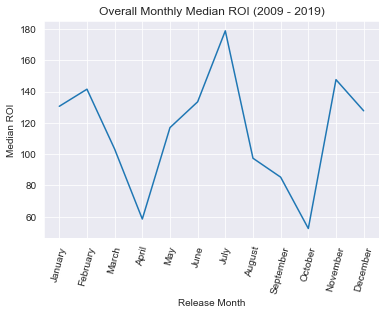 Overall Monthly Median ROI (2009 - 2019)
180
160
140
120
100
80
60
Median ROI
January
February
March
April
May
June
July
August
September
October
November
December
Release Month